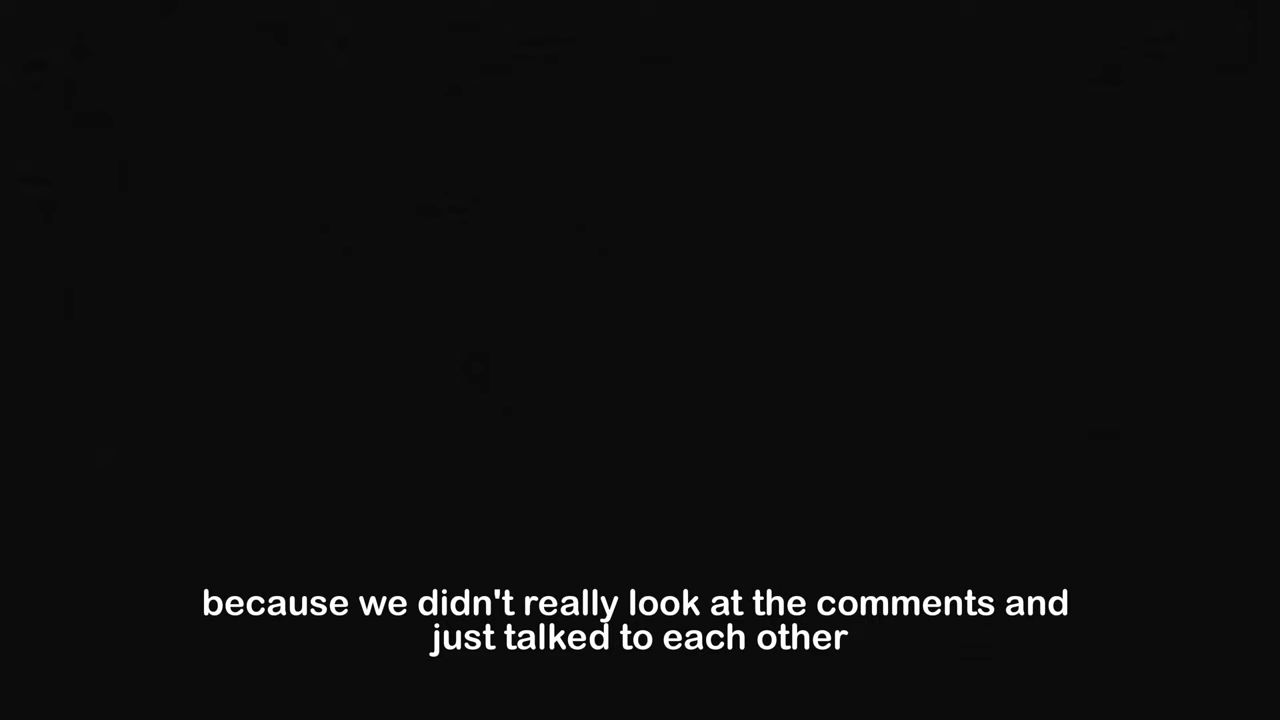 because we didn't really look at the comments and
just talked to each other